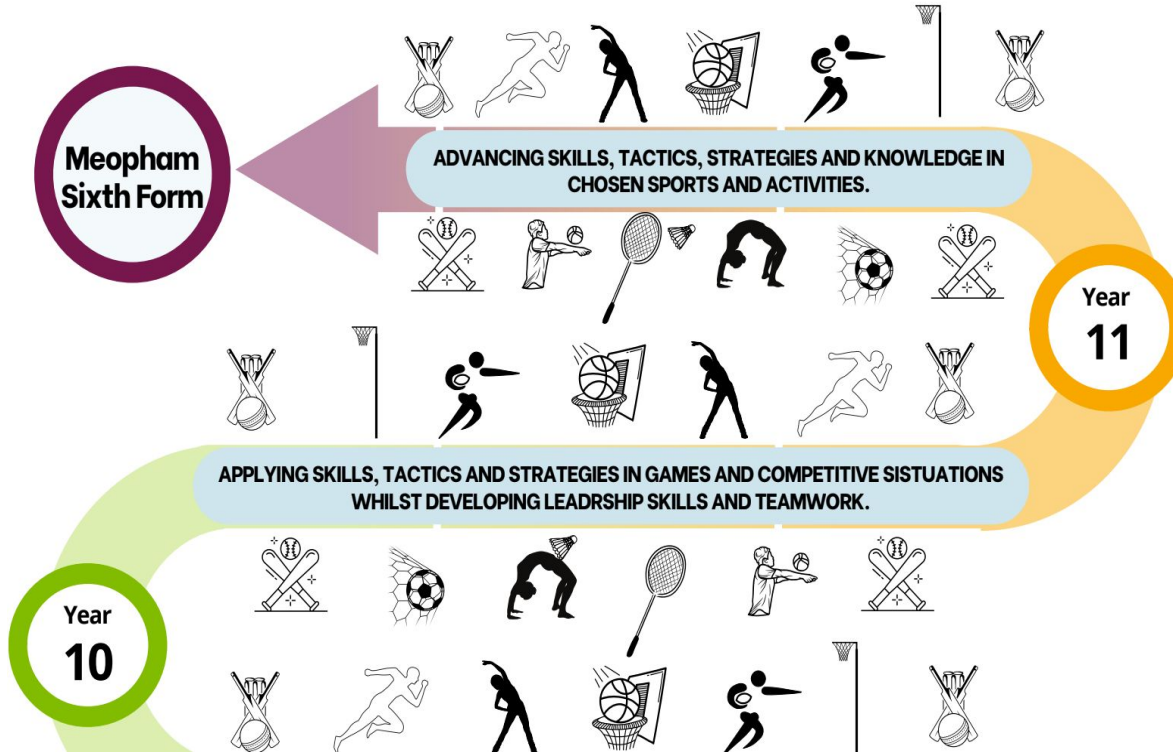 Meopham
Sixth Form
ADVANCING SKILLS, TACTICS, STRATEGIES AND KNOWLEDGE IN
CHOSEN SPORTS AND ACTIVITIES.
Year
11
APPLYING SKILLS, TACTICS AND STRATEGIES IN GAMES AND COMPETITIVE SISTUATIONS
WHILST DEVELOPING LEADRSHIP SKILLS AND TEAMWORK.
Year
10